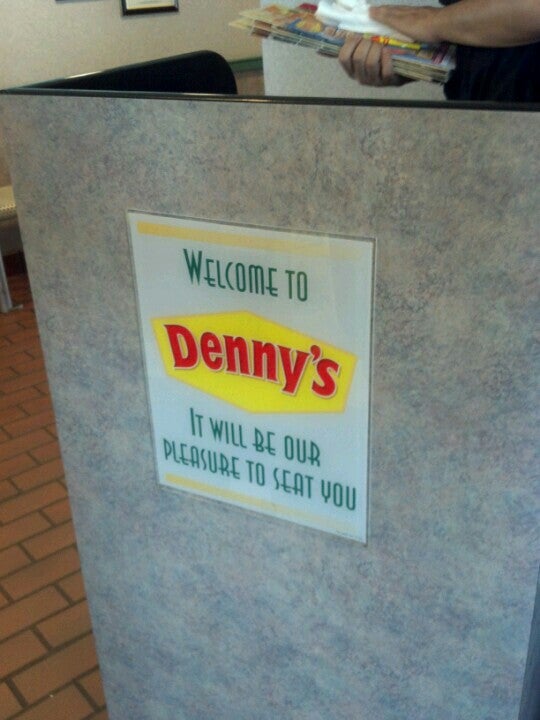 WELCOME TO
Denny's
IT WILL BE OUR
PLEASURE TO SEAT YOU